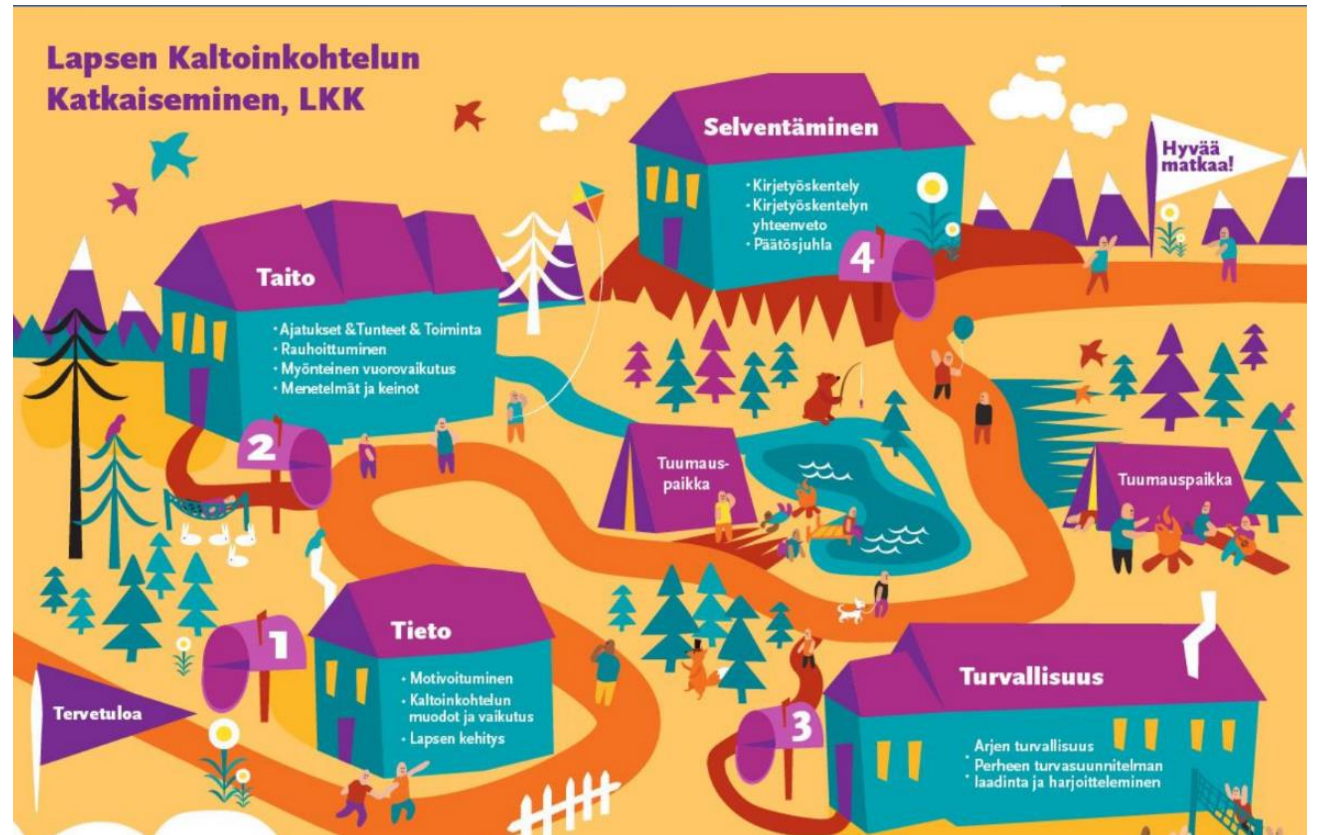 Lapsen Kaltoinkohtelun
Katkaiseminen, LKK
Tervetuloa
1
Tieto
• Motivoituminen
• Kaltoinkohtelun
muodot ja vaikutus
• Lapsen kehitys
2
Taito
• Ajatukset &Tunteet & Toiminta
• Rauhoittuminen
• Myönteinen vuorovaikutus
• Menetelmät ja keinot
Tuumaus-
paikka
3
Turvallisuus
Arjen turvallisuus
• Perheen turvasuunnitelman
• laadinta ja harjoitteleminen
Tuumauspaikka
4
Selventäminen
• Kirjetyöskentely
• Kirjetyöskentelyn
yhteenveto
• Päätösjuhla
Hyvää
matkaa!